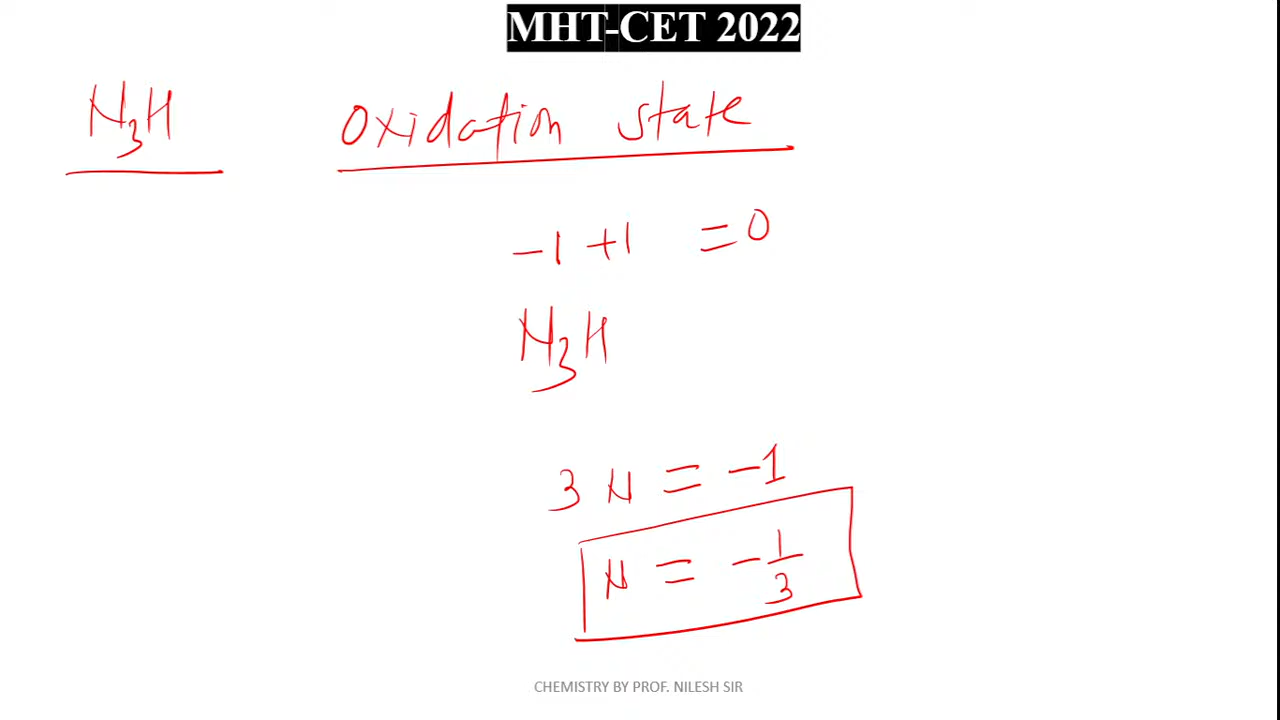 MHT-CET 2022
N3H Oxidation state
-1 +1 = 0
N3H
3 N = -1
N = -1/3
CHEMISTRY BY PROF. NILESH SIR